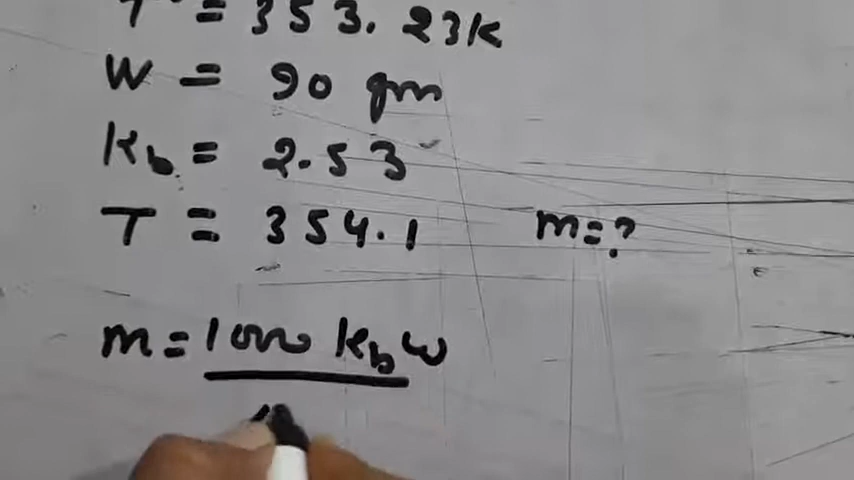 T° = 353.23k
W = 90 gm
Kb = 2.53
T = 354.1 m=?
m = 1000 Kb w